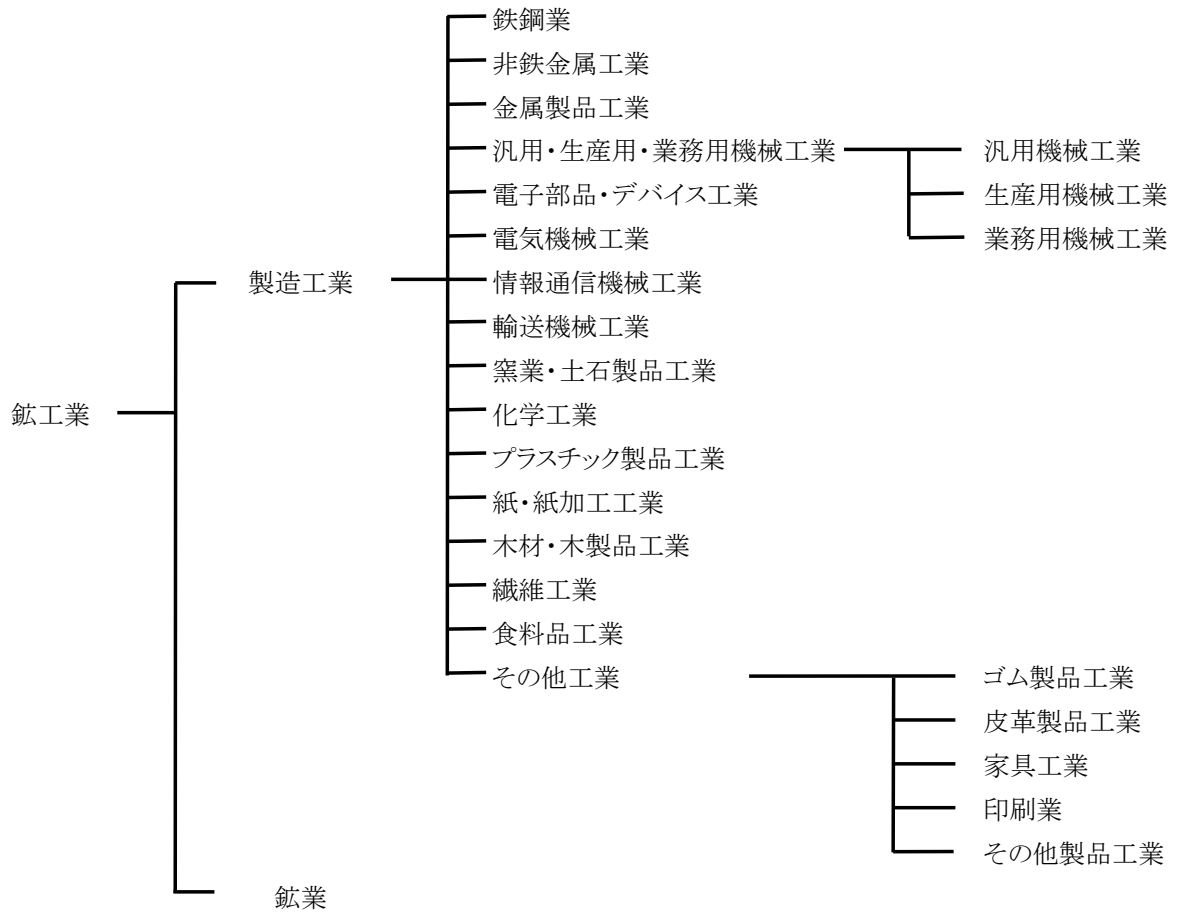 鉄鋼業
非鉄金属工業
金属製品工業
汎用・生産用・業務用機械工業
汎用機械工業
電子部品・デバイス工業
生産用機械工業
電気機械工業
業務用機械工業
製造工業
情報通信機械工業
輸送機械工業
窯業・土石製品工業
鉱工業
化学工業
プラスチック製品工業
紙・紙加工工業
木材・木製品工業
繊維工業
食料品工業
その他工業
ゴム製品工業
皮革製品工業
家具工業
印刷業
その他製品工業
鉱業